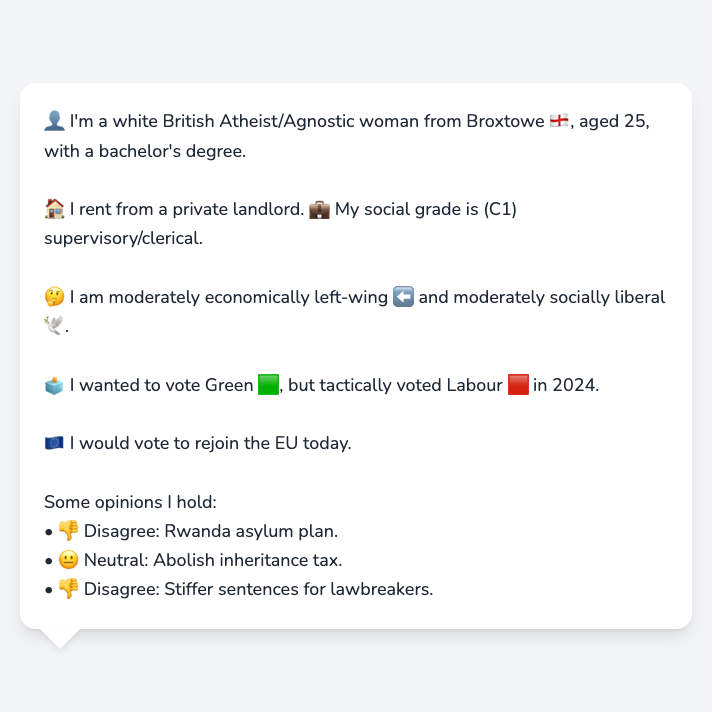 👤 I'm a white British Atheist/Agnostic woman from Broxtowe 🏴󠁧󠁢󠁥󠁮󠁧󠁿, aged 25,
with a bachelor's degree.
🏠 I rent from a private landlord. 💼 My social grade is (C1)
supervisory/clerical.
🤔 I am moderately economically left-wing ⬅️ and moderately socially liberal
🕊️.
🗳️ I wanted to vote Green 🟩, but tactically voted Labour 🟥 in 2024.
🇪🇺 I would vote to rejoin the EU today.
Some opinions I hold:
• 👎 Disagree: Rwanda asylum plan.
• 😐 Neutral: Abolish inheritance tax.
• 👎 Disagree: Stiffer sentences for lawbreakers.